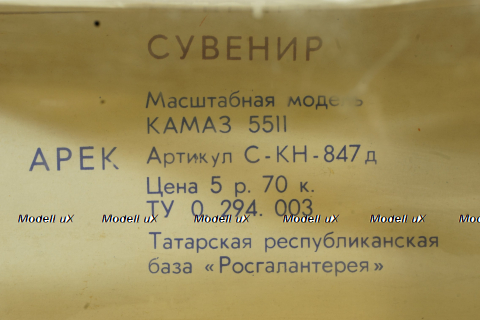 СУВЕНИР
Масштабная модель
КАМАЗ 5511
АРЕК Артикул С-КН-847д
Цена 5 р. 70 к.
ТУ 0.294.003
Modell uX Modell uX Modell uX Modell uX Modell uX Mod
Татарская республиканская
база «Росгалантерея»